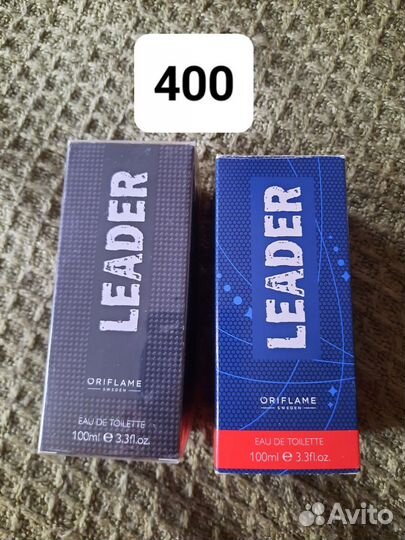 400
LEADER
ORIFLAME
SWEDEN
EAU DE TOILETTE
100ml e 3.3fl.oz.
LEADER
ORIFLAME
SWEDEN
EAU DE TOILETTE
100ml e 3.3fl.oz.
Avito